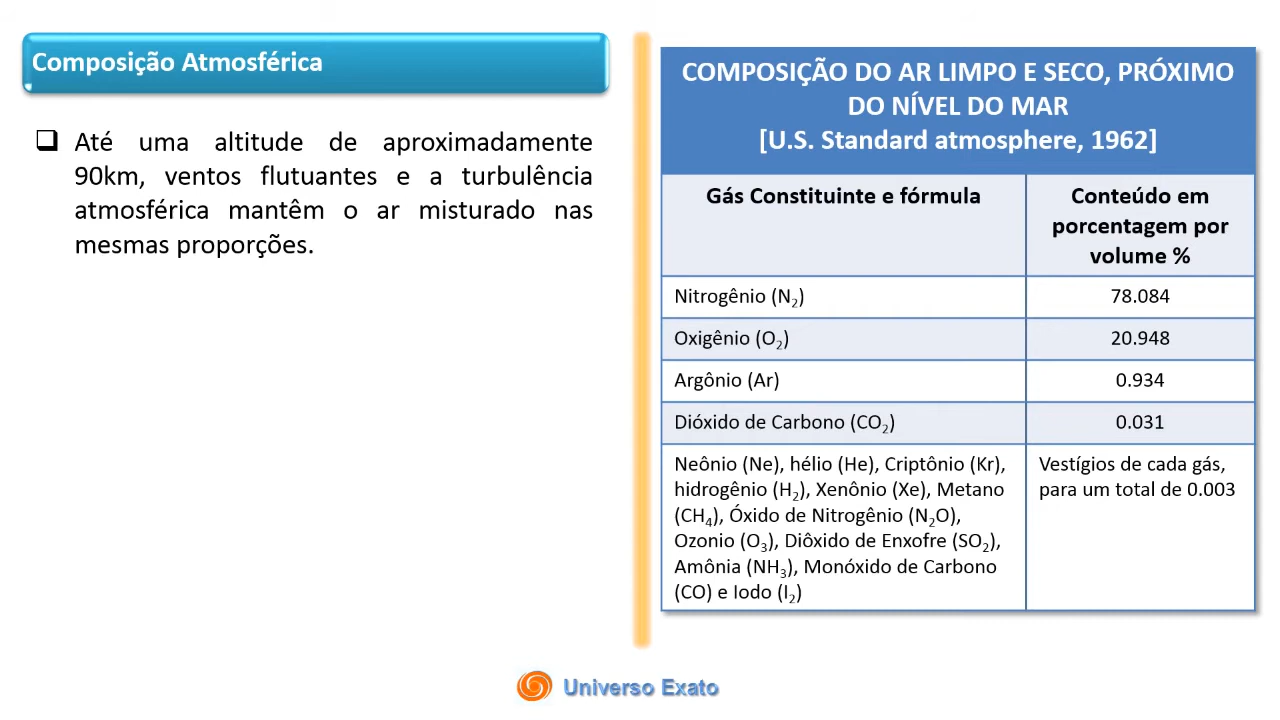 Composição Atmosférica
❑ Até uma altitude de aproximadamente
90km, ventos flutuantes e a turbulência
atmosférica mantêm o ar misturado nas
mesmas proporções.
COMPOSIÇÃO DO AR LIMPO E SECO, PRÓXIMO
DO NÍVEL DO MAR
[U.S. Standard atmosphere, 1962]
Gás Constituinte e fórmula
Conteúdo em
porcentagem por
volume %
Nitrogênio (N₂) 78.084
Oxigênio (O₂) 20.948
Argônio (Ar) 0.934
Dióxido de Carbono (CO₂) 0.031
Neônio (Ne), hélio (He), Criptônio (Kr),
hidrogênio (H₂), Xenônio (Xe), Metano
(CH₄), Óxido de Nitrogênio (N₂O),
Ozonio (O₃), Diôxido de Enxofre (SO₂),
Amônia (NH₃), Monóxido de Carbono
(CO) e Iodo (I₂)
Vestígios de cada gás,
para um total de 0.003
Universo Exato